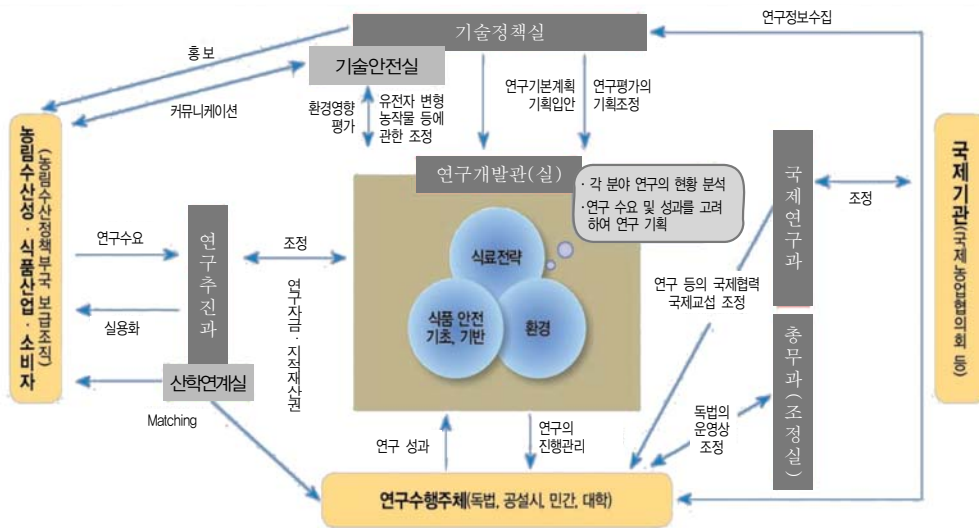 기술정책실
연구정보수집
홍 보
기술안전실
커뮤니케이션
환경영향
평가
유전자 변형
농작물 등에
관한 조정
연구기본계획
기획입안
연구평가의
기획조정
농림수산성 · 식품산업 · 소비자
(농림수산정책부국 보급조직)
연구개발관(실)
· 각 분야 연구의 현황 분석
·연구 수요 및 성과를 고려
하여 연구 기획
국제연구과
조정
국제기관(국제농업협의회 등)
연구수요
연구추진과
조정
식료전략
식품 안전
기초, 기반
환경
연구 등의 국제협력
국제교섭 조정
실용화
연구자금 · 지적재산권
산학연계실
Matching
총무과(조정실)
독법의
운영상
조정
연구 성과
연구의
진행관리
연구수행주체(독법, 공설시, 민간, 대학)